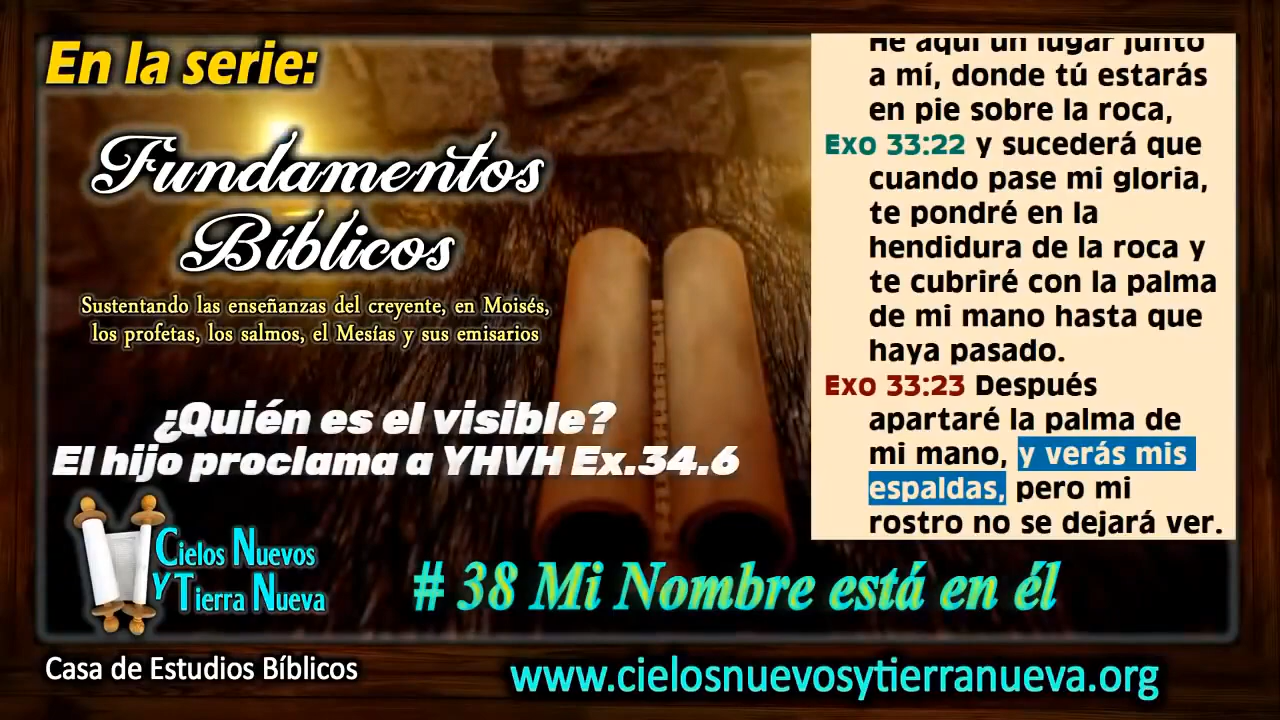 En la serie:
Fundamentos
Bíblicos
Sustentando las enseñanzas del creyente, en Moisés,
los profetas, los salmos, el Mesías y sus emisarios
¿Quién es el visible?
El hijo proclama a YHVH Ex.34.6
Cielos Nuevos
Y Tierra Nueva
Casa de Estudios Bíblicos
# 38 Mi Nombre está en él
www.cielosnuevosytierranueva.org
He aquí un lugar junto
a mí, donde tú estarás
en pie sobre la roca,
Exo 33:22 y sucederá que
cuando pase mi gloria,
te pondré en la
hendidura de la roca y
te cubriré con la palma
de mi mano hasta que
haya pasado.
Exo 33:23 Después
apartaré la palma de
mi mano, y verás mis
espaldas, pero mi
rostro no se dejará ver.